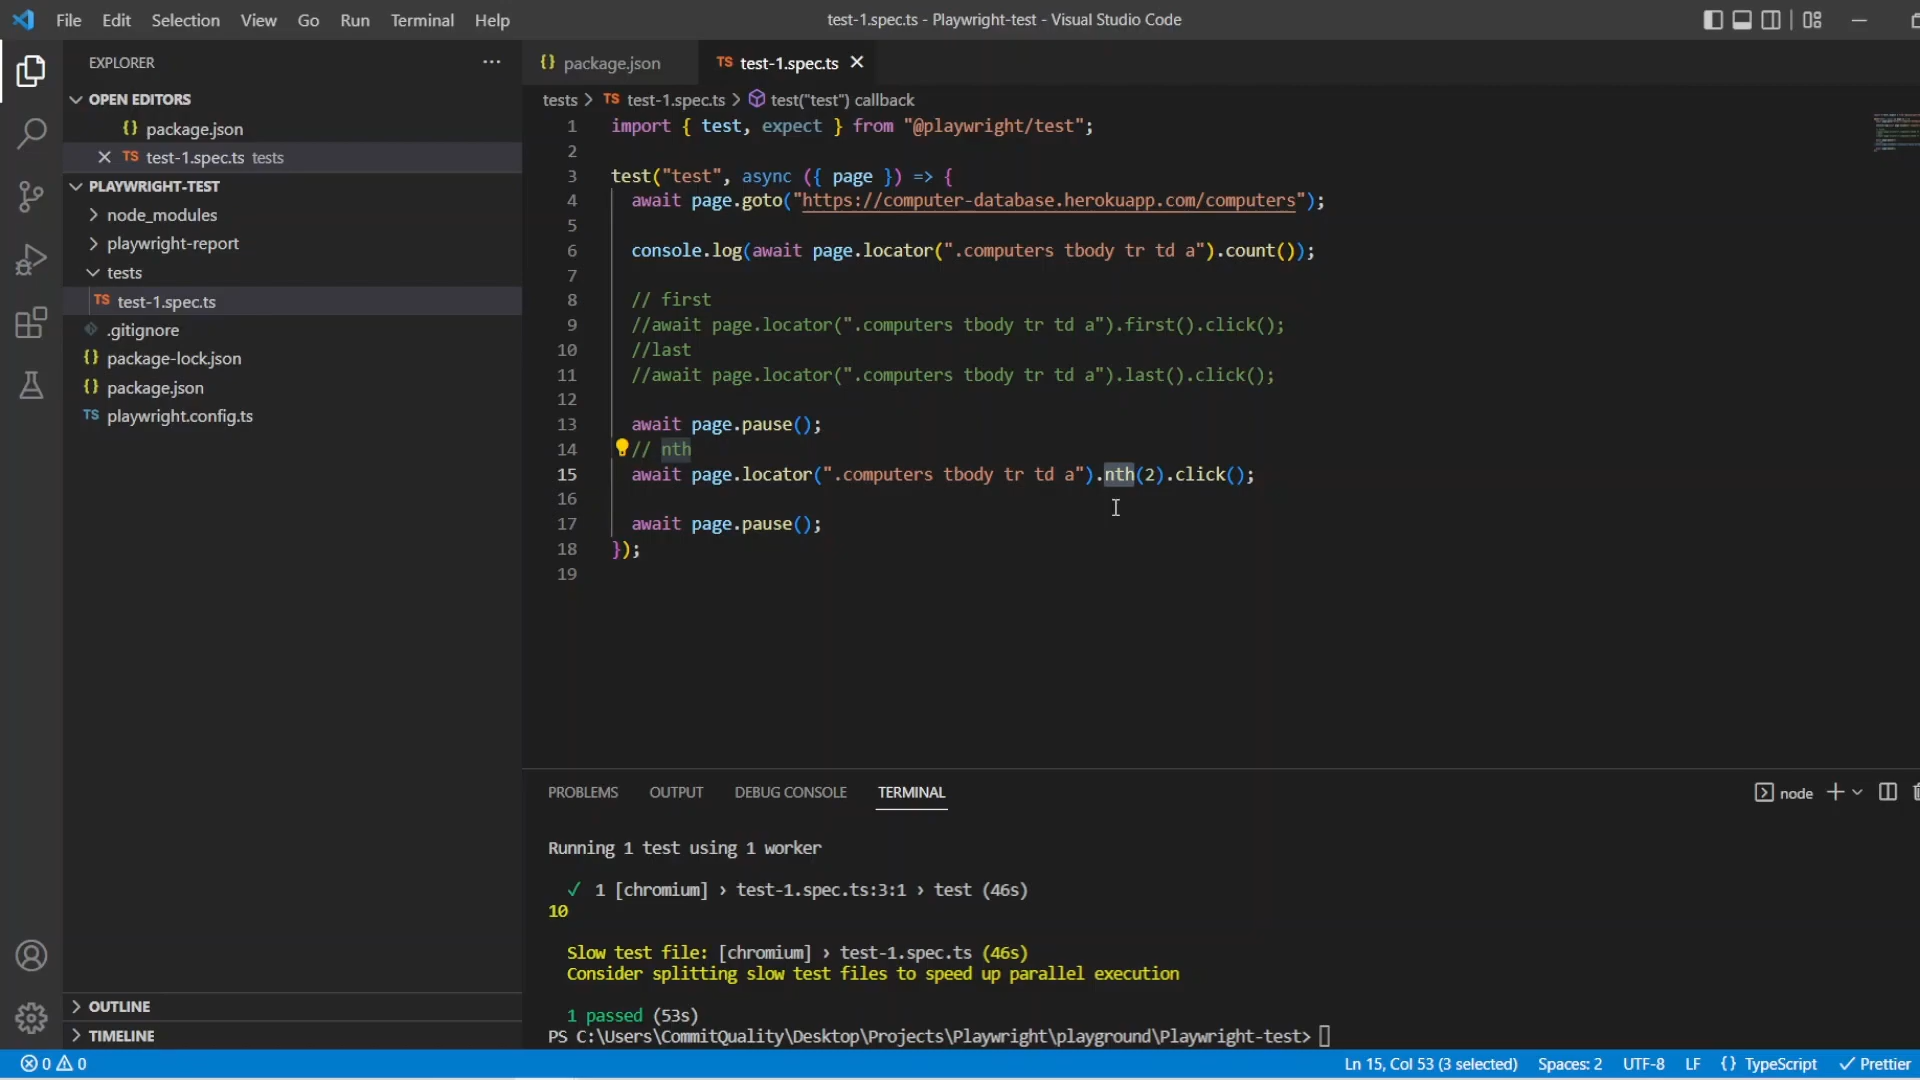 File Edit Selection View Go Run Terminal Help
test-1.spec.ts - Playwright-test - Visual Studio Code
EXPLORER
OPEN EDITORS
{} package.json
TS test-1.spec.ts tests
PLAYWRIGHT-TEST
node_modules
playwright-report
tests
TS test-1.spec.ts
.gitignore
{} package-lock.json
{} package.json
TS playwright.config.ts
OUTLINE
TIMELINE
{} package.json
TS test-1.spec.ts
tests > TS test-1.spec.ts > test("test") callback
1 import { test, expect } from "@playwright/test";
2
3 test("test", async ({ page }) => {
4 await page.goto("https://computer-database.herokuapp.com/computers");
5
6 console.log(await page.locator(".computers tbody tr td a").count());
7
8 // first
9 //await page.locator(".computers tbody tr td a").first().click();
10 //last
11 //await page.locator(".computers tbody tr td a").last().click();
12
13 await page.pause();
14 // nth
15 await page.locator(".computers tbody tr td a").nth(2).click();
16
17 await page.pause();
18 });
19
PROBLEMS OUTPUT DEBUG CONSOLE TERMINAL
node
Running 1 test using 1 worker
✓ 1 [chromium] › test-1.spec.ts:3:1 › test (46s)
10
Slow test file: [chromium] › test-1.spec.ts (46s)
Consider splitting slow test files to speed up parallel execution
1 passed (53s)
PS C:\Users\CommitQuality\Desktop\Projects\Playwright\playground\Playwright-test>
0 0
Ln 15, Col 53 (3 selected) Spaces: 2 UTF-8 LF {} TypeScript ✓ Prettier